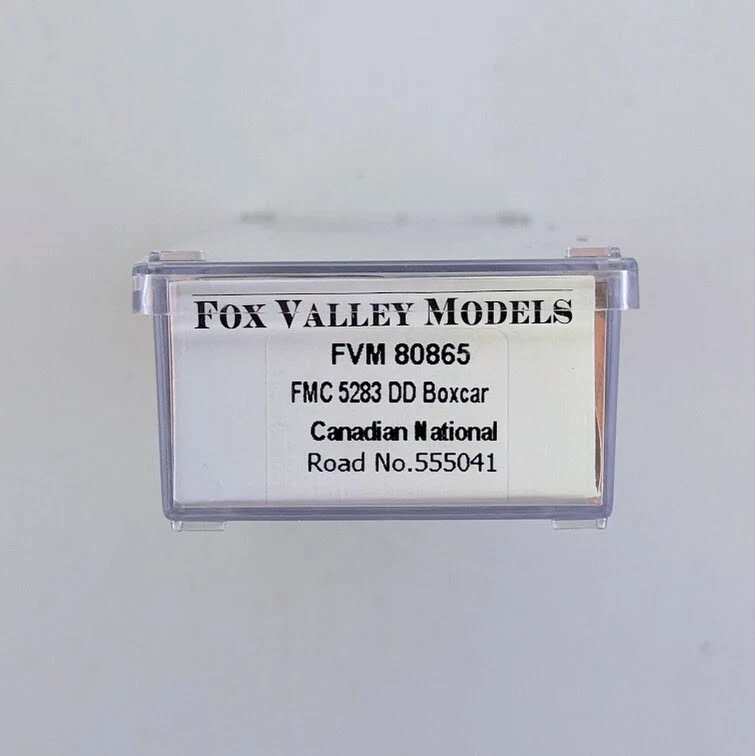 FOX VALLEY MODELS
FVM 80865
FMC 5283 DD Boxcar
Canadian National
Road No.555041